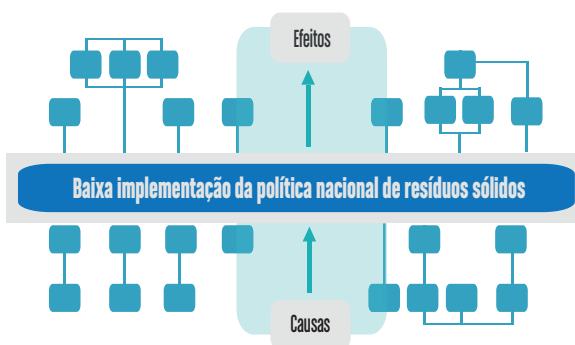 Efeitos
Baixa implementação da política nacional de resíduos sólidos
Causas